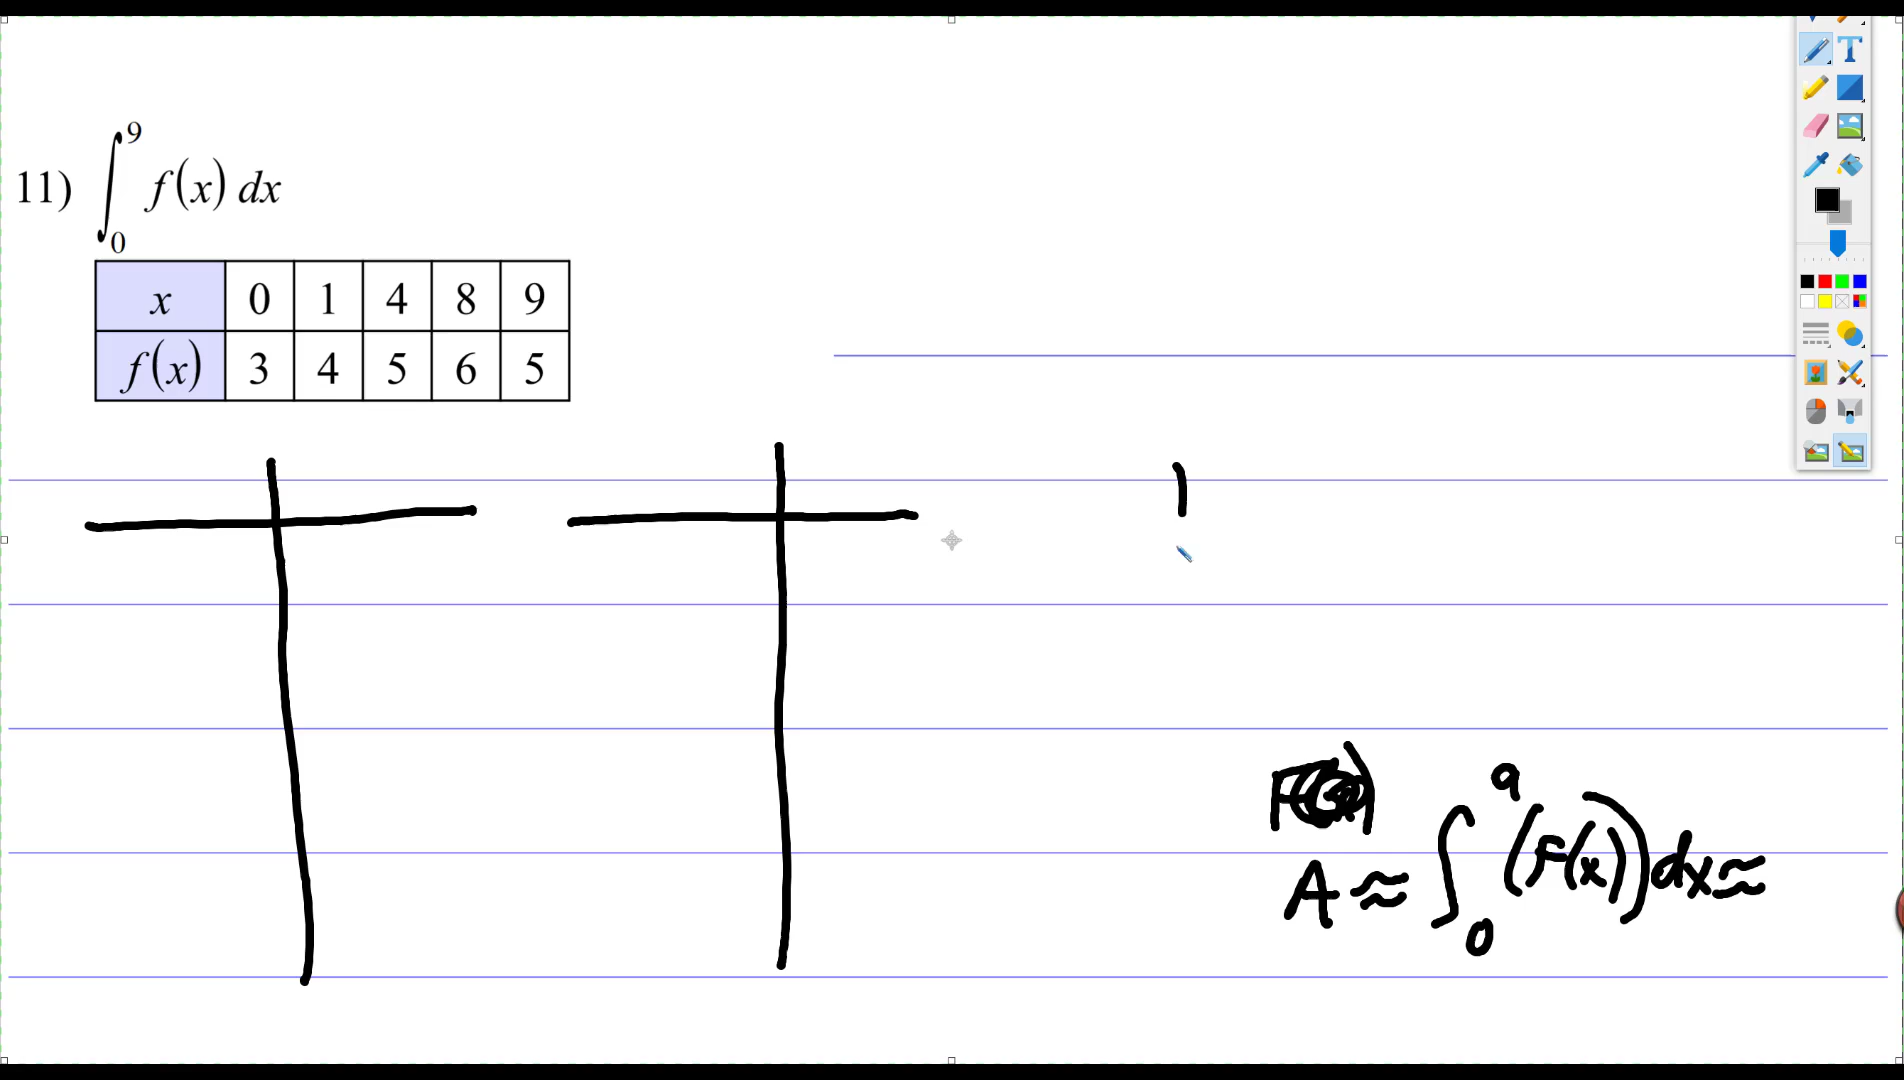 11) ∫₀⁹ f(x) dx
x 0 1 4 8 9
f(x) 3 4 5 6 5
A ≈ ∫₀⁹ (f(x)) dx ≈
T